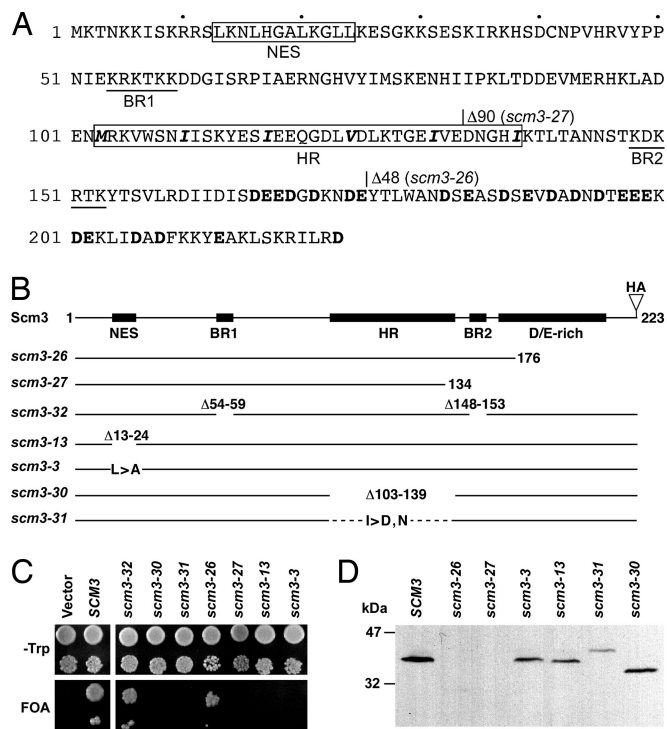 A
1 MKTNKKISKRRSLKNLHGALKGLLKESGKKSESKIRKHSDCNPVHRVYPP
NES
51 NIEKRKTKKDDGISRPIAERNGHVYIMSKENHIIPKLTDDEVMERHKLAD
BR1
Δ90 (scm3-27)
101 ENMRKVWSNIISKYESIEEQGDLVDLKTGEIVEDNGHIKTLTANNSTKDK
HR BR2
Δ48 (scm3-26)
151 RTKYTSVLRDIIDISDEEDGDKNDEYTLWANDSEASDSEVDADNDTEEEK
201 DEKLIDADFKKYEAKLSKRILRD
B
HA
Scm3 1 223
NES BR1 HR BR2 D/E-rich
scm3-26 176
scm3-27 134
scm3-32 Δ54-59 Δ148-153
scm3-13 Δ13-24
scm3-3 L>A
scm3-30 Δ103-139
scm3-31 I>D, N
C
Vector SCM3 scm3-32 scm3-30 scm3-31 scm3-26 scm3-27 scm3-13 scm3-3
-Trp
FOA
D
SCM3 scm3-26 scm3-27 scm3-3 scm3-13 scm3-31 scm3-30
kDa
47
32